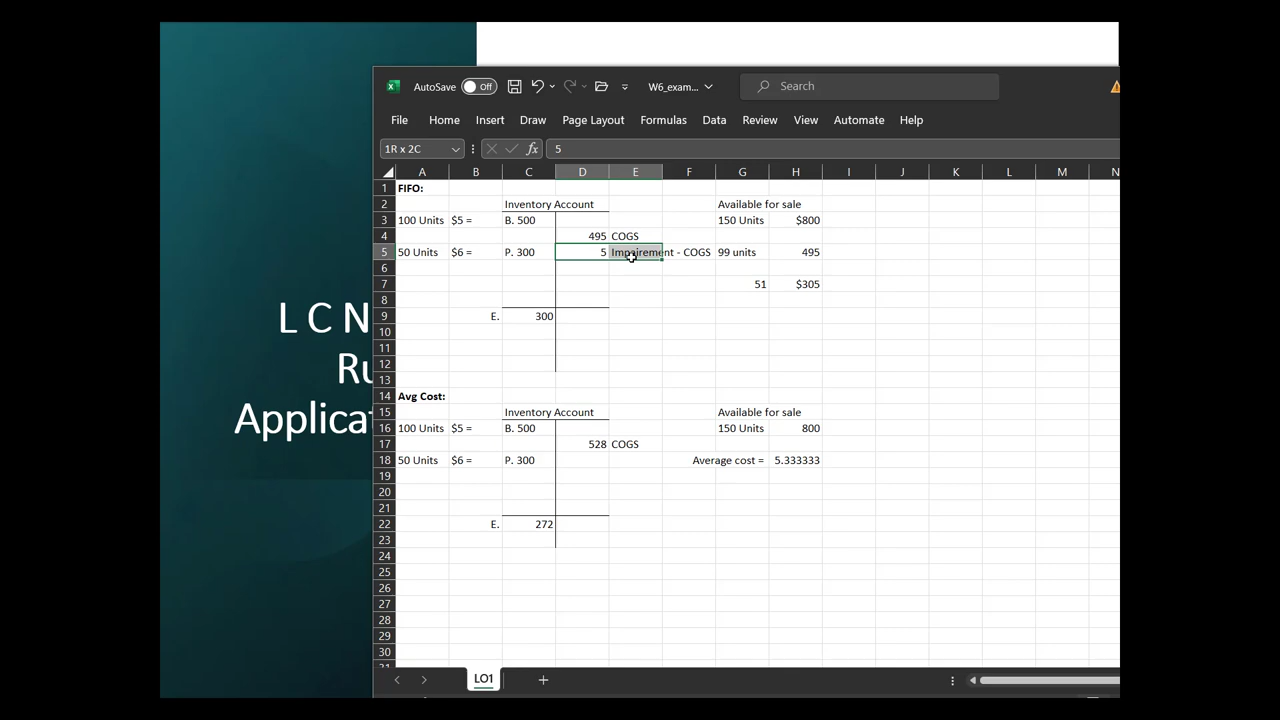 AutoSave Off W6_exam... Search
File Home Insert Draw Page Layout Formulas Data Review View Automate Help
1R x 2C fx 5
A B C D E F G H I J K L M N
1 FIFO:
2 Inventory Account Available for sale
3 100 Units $5 = B. 500 150 Units $800
4 495 COGS
5 50 Units $6 = P. 300 5 Impairement - COGS 99 units 495
6
7 51 $305
8
9 E. 300
10
11
12
13
14 Avg Cost:
15 Inventory Account Available for sale
16 100 Units $5 = B. 500 150 Units 800
17 528 COGS
18 50 Units $6 = P. 300 Average cost = 5.333333
19
20
21
22 E. 272
23
24
25
26
27
28
29
30
L C N
Ru
Applicat
LO1